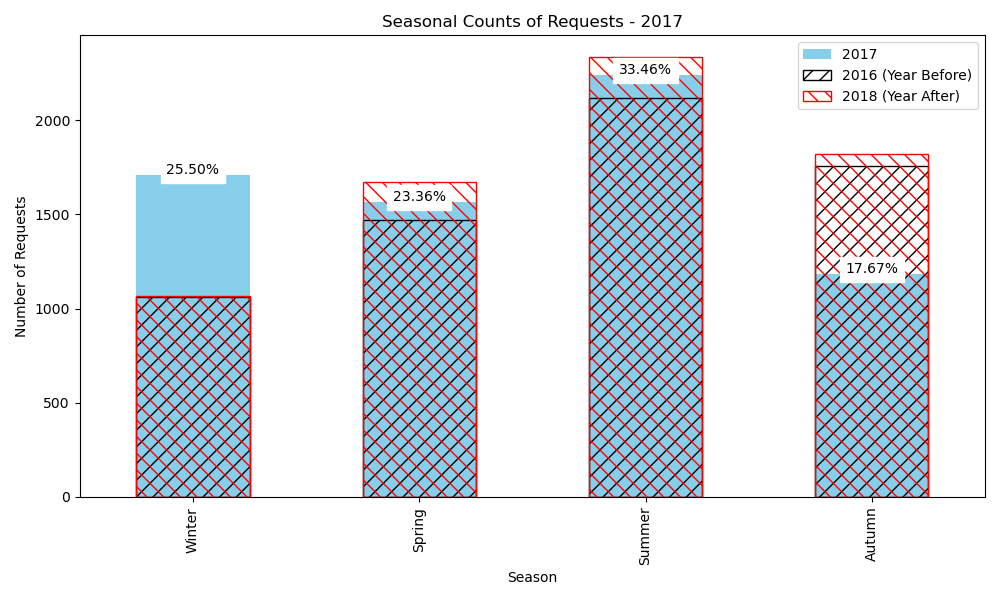 Seasonal Counts of Requests - 2017
2017
2016 (Year Before)
2018 (Year After)
Number of Requests
2000
1500
1000
500
0
25.50%
23.36%
33.46%
17.67%
Winter
Spring
Summer
Autumn
Season